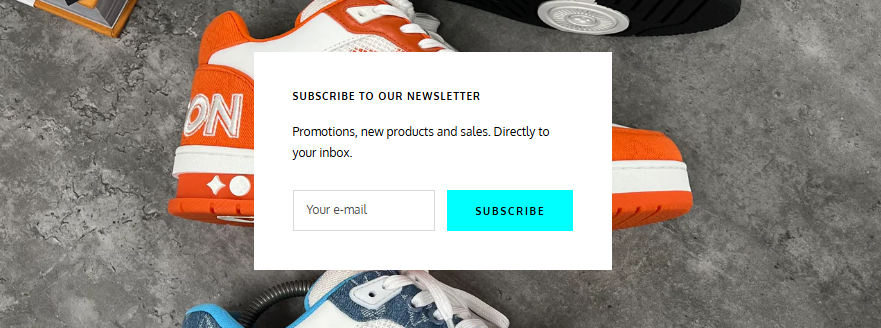 ON
SUBSCRIBE TO OUR NEWSLETTER
Promotions, new products and sales. Directly to
your inbox.
Your e-mail
SUBSCRIBE